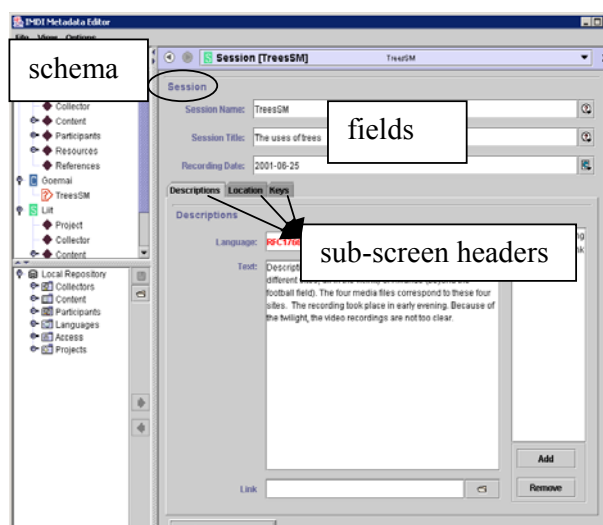 IMDI Metadata Editor
File View Options
schema
Session [TreesSM] TreesSM
Session
Collector
Content
Participants
Resources
References
Goemai
TreesSM
Liit
Project
Collector
Content
Session Name: TreesSM
fields
Session Title: The uses of trees
Recording Date: 2001-06-25
Descriptions Location Keys
Descriptions
sub-screen headers
Language:
Text: Descripti
football field). The four media files correspond to these four
sites. The recording took place in early evening. Because of
the twilight, the video recordings are not too clear.
Local Repository
Collectors
Content
Participants
Languages
Access
Projects
Add
Link
Remove